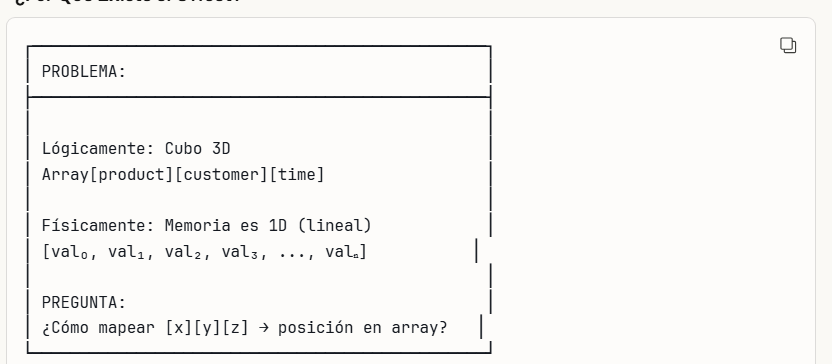 PROBLEMA:
Lógicamente: Cubo 3D
Array[product][customer][time]
Físicamente: Memoria es 1D (lineal)
[val₀, val₁, val₂, val₃, ..., valₙ]
PREGUNTA:
¿Cómo mapear [x][y][z] → posición en array?